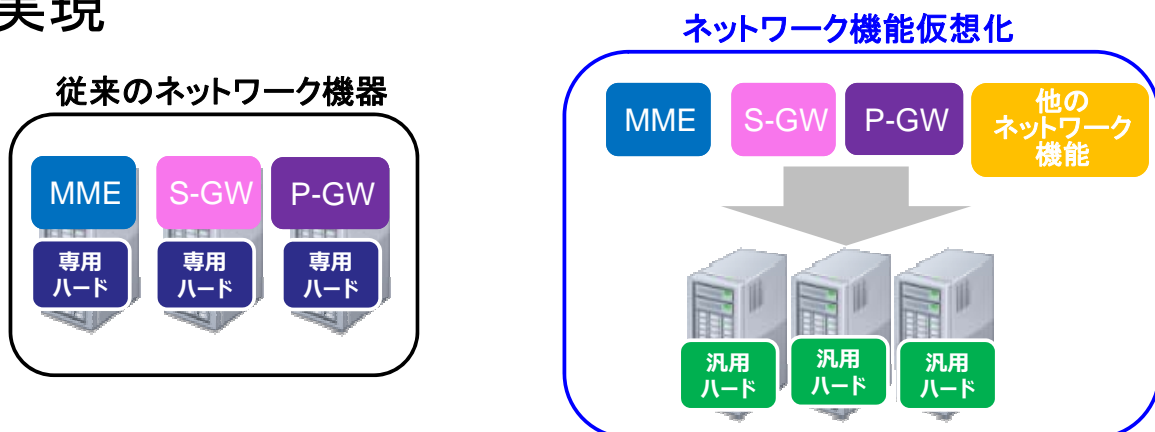 実現
従来のネットワーク機器
MME
S-GW
P-GW
専用
ハード
専用
ハード
専用
ハード
ネットワーク機能仮想化
MME
S-GW
P-GW
他の
ネットワーク
機能
汎用
ハード
汎用
ハード
汎用
ハード